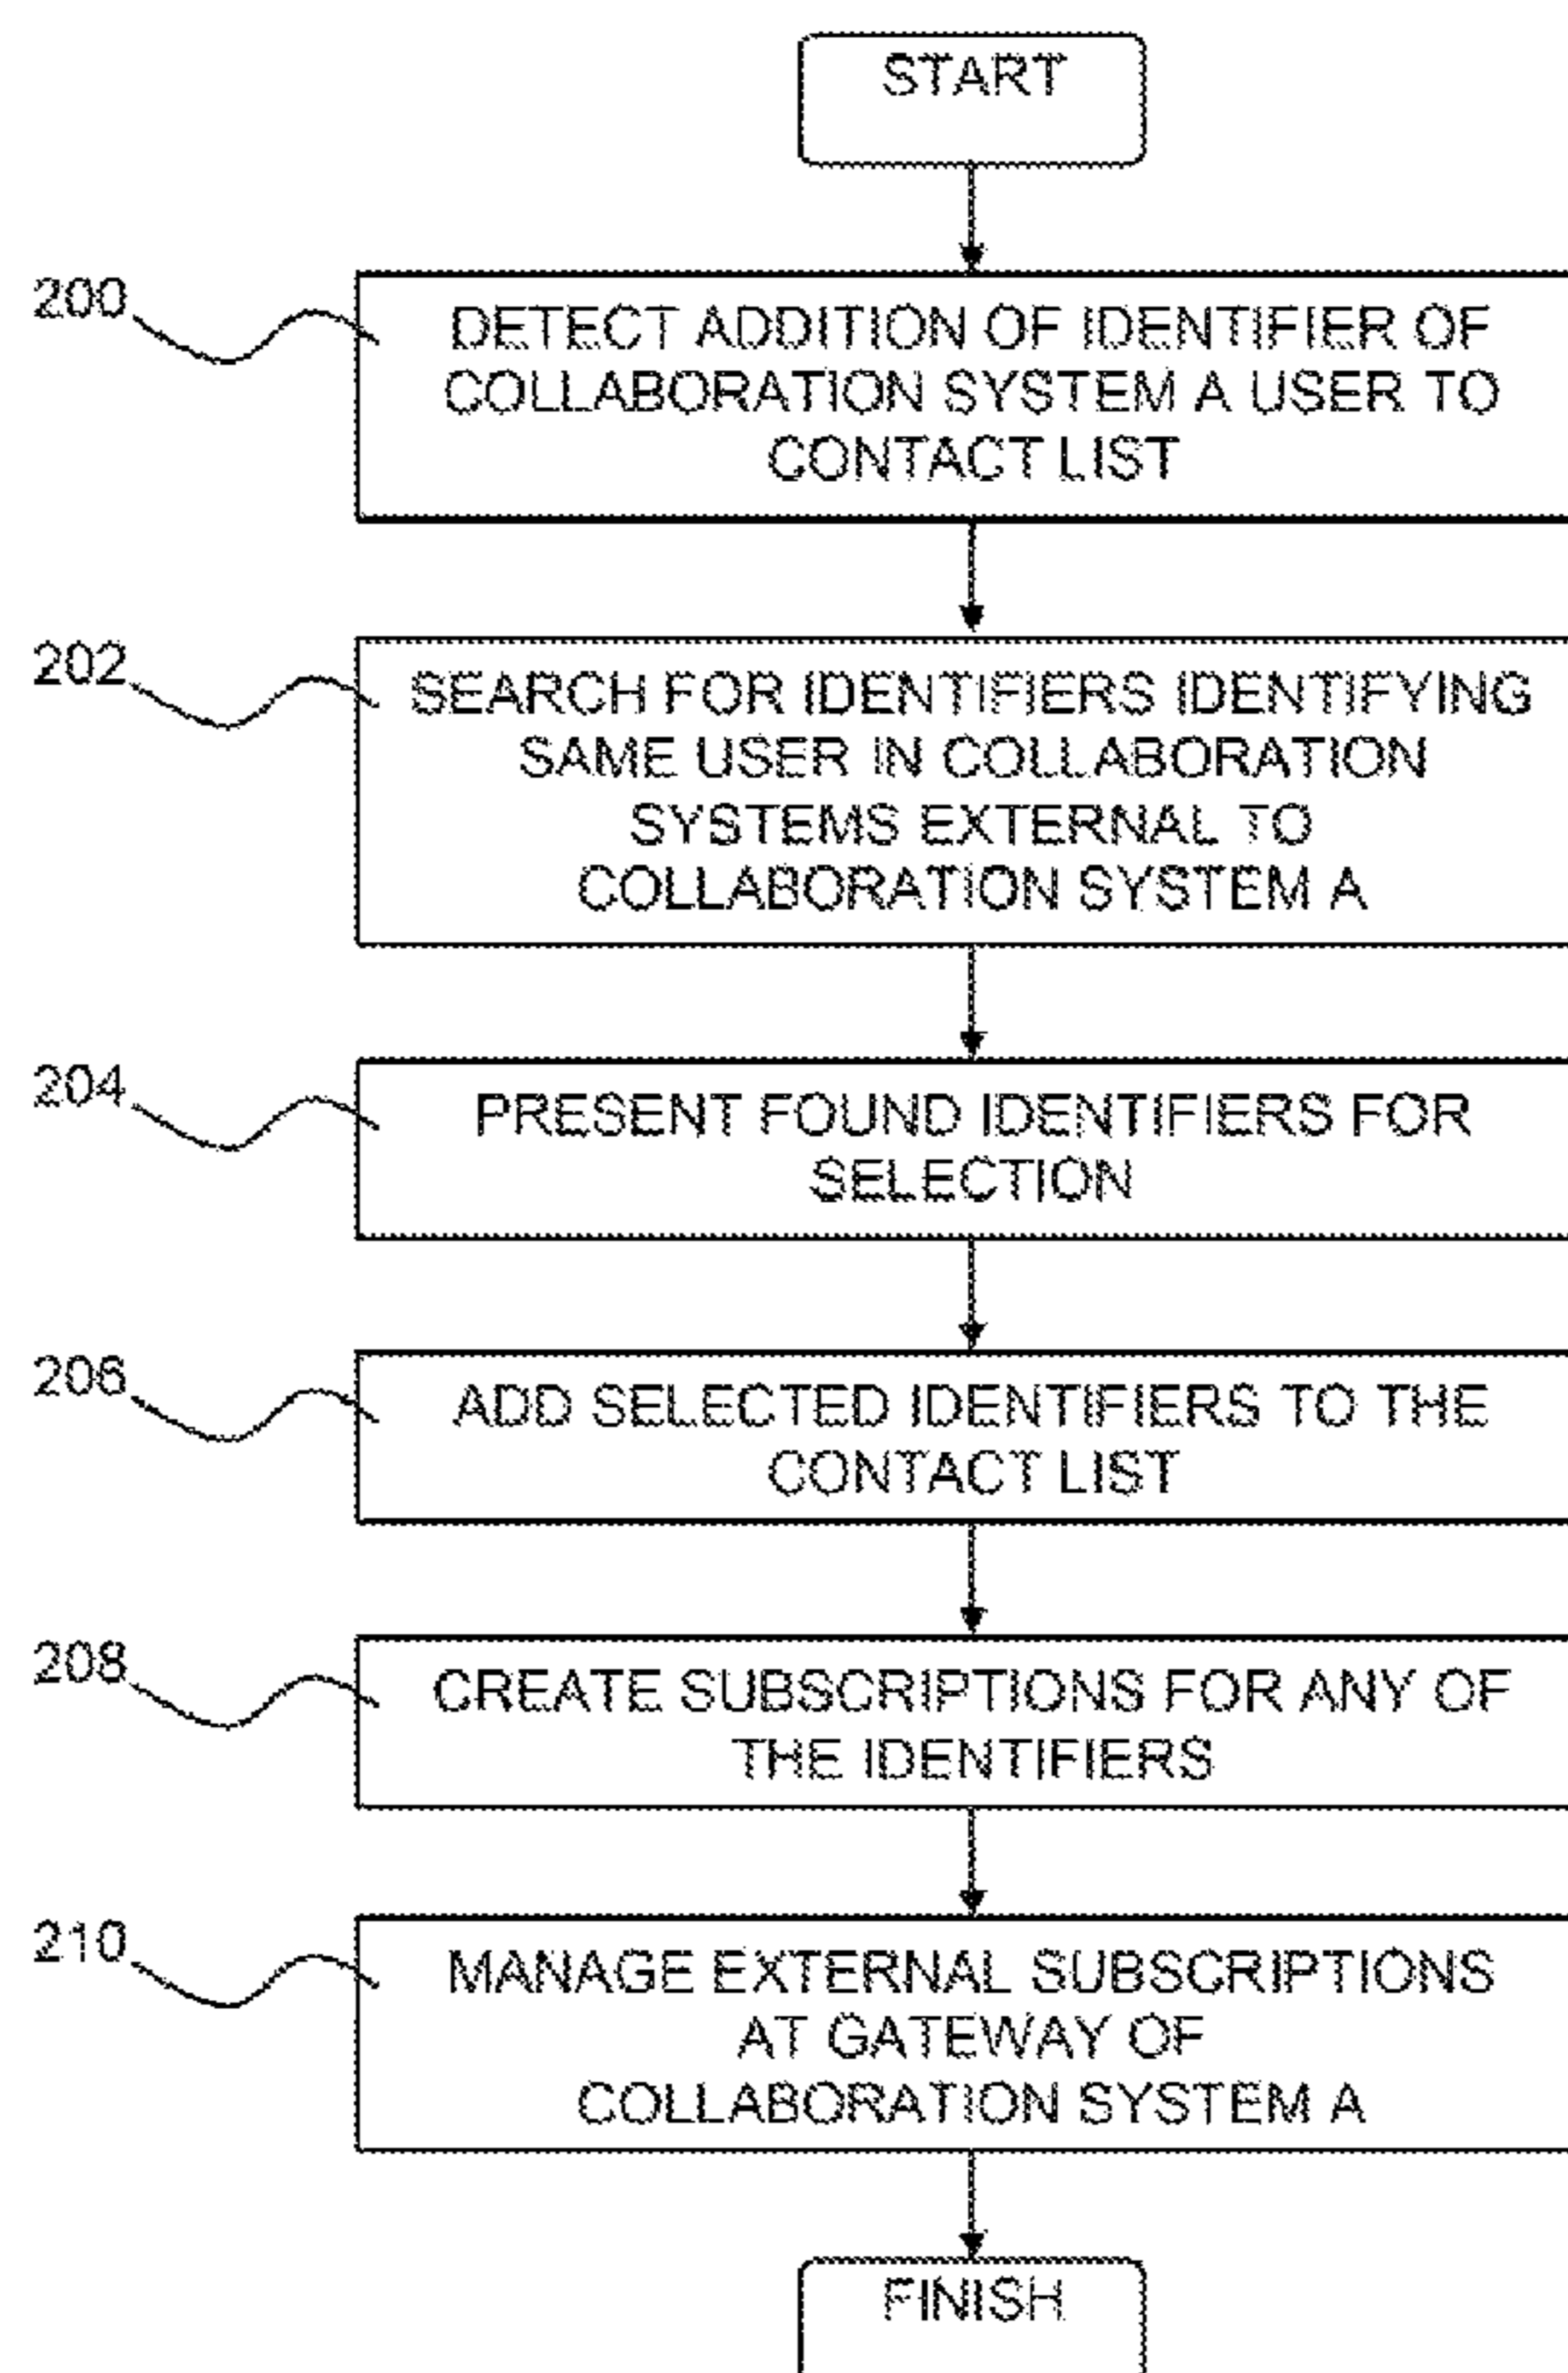 START
200
DETECT ADDITION OF IDENTIFIER OF
COLLABORATION SYSTEM A USER TO
CONTACT LIST
202
SEARCH FOR IDENTIFIERS IDENTIFYING
SAME USER IN COLLABORATION
SYSTEMS EXTERNAL TO
COLLABORATION SYSTEM A
204
PRESENT FOUND IDENTIFIERS FOR
SELECTION
206
ADD SELECTED IDENTIFIERS TO THE
CONTACT LIST
208
CREATE SUBSCRIPTIONS FOR ANY OF
THE IDENTIFIERS
210
MANAGE EXTERNAL SUBSCRIPTIONS
AT GATEWAY OF
COLLABORATION SYSTEM A
FINISH